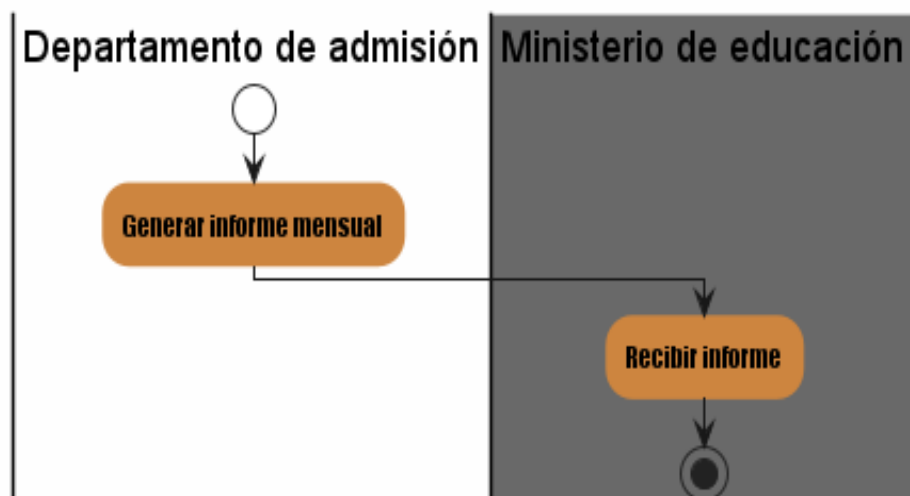 Departamento de admisión
Ministerio de educación
Generar informe mensual
Recibir informe